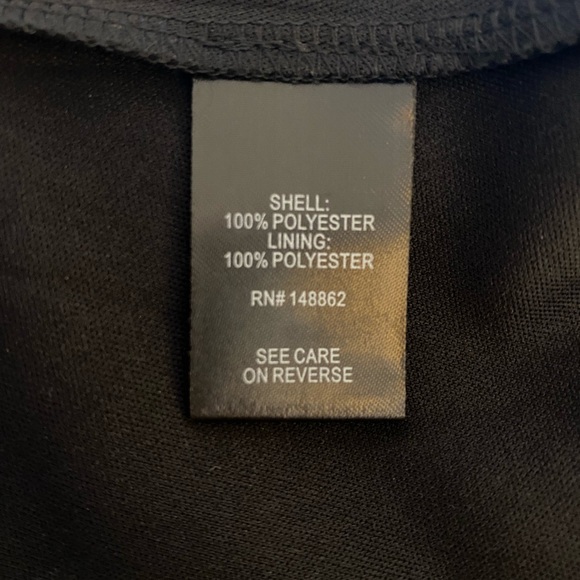 SHELL:
100% POLYESTER
LINING:
100% POLYESTER
RN# 148862
SEE CARE
ON REVERSE